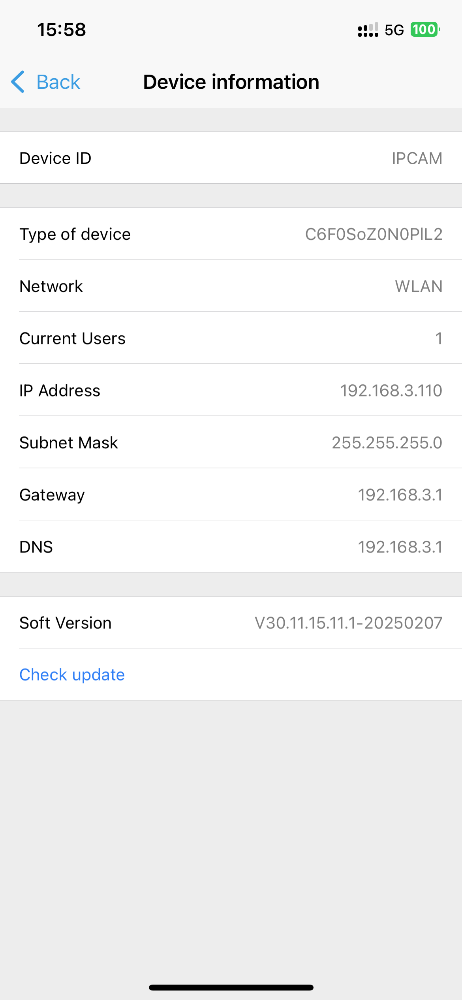 15:58 5G 100
Back Device information
Device ID IPCAM
Type of device C6F0SoZ0N0PlL2
Network WLAN
Current Users 1
IP Address 192.168.3.110
Subnet Mask 255.255.255.0
Gateway 192.168.3.1
DNS 192.168.3.1
Soft Version V30.11.15.11.1-20250207
Check update